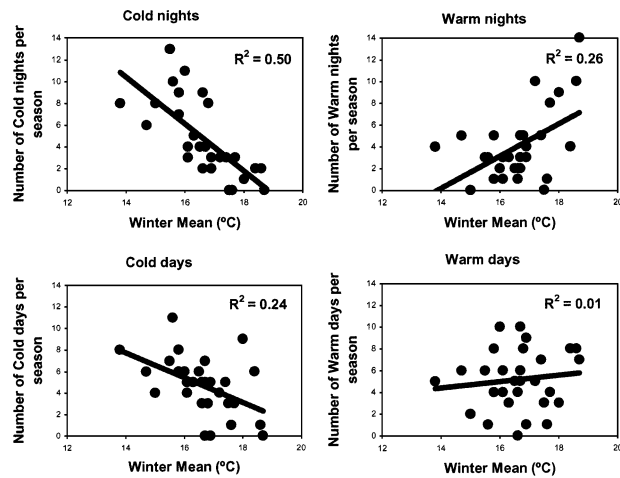 Cold nights
Number of Cold nights per
season
14
12
10
8
6
4
2
0
R² = 0.50
12 14 16 18 20
Winter Mean (ºC)
Warm nights
Number of Warm nights
per season
14
12
10
8
6
4
2
0
R² = 0.26
12 14 16 18 20
Winter Mean (ºC)
Cold days
Number of Cold days per
season
14
12
10
8
6
4
2
0
R² = 0.24
12 14 16 18 20
Winter Mean (ºC)
Warm days
Number of Warm days per
season
14
12
10
8
6
4
2
0
R² = 0.01
12 14 16 18 20
Winter Mean (ºC)